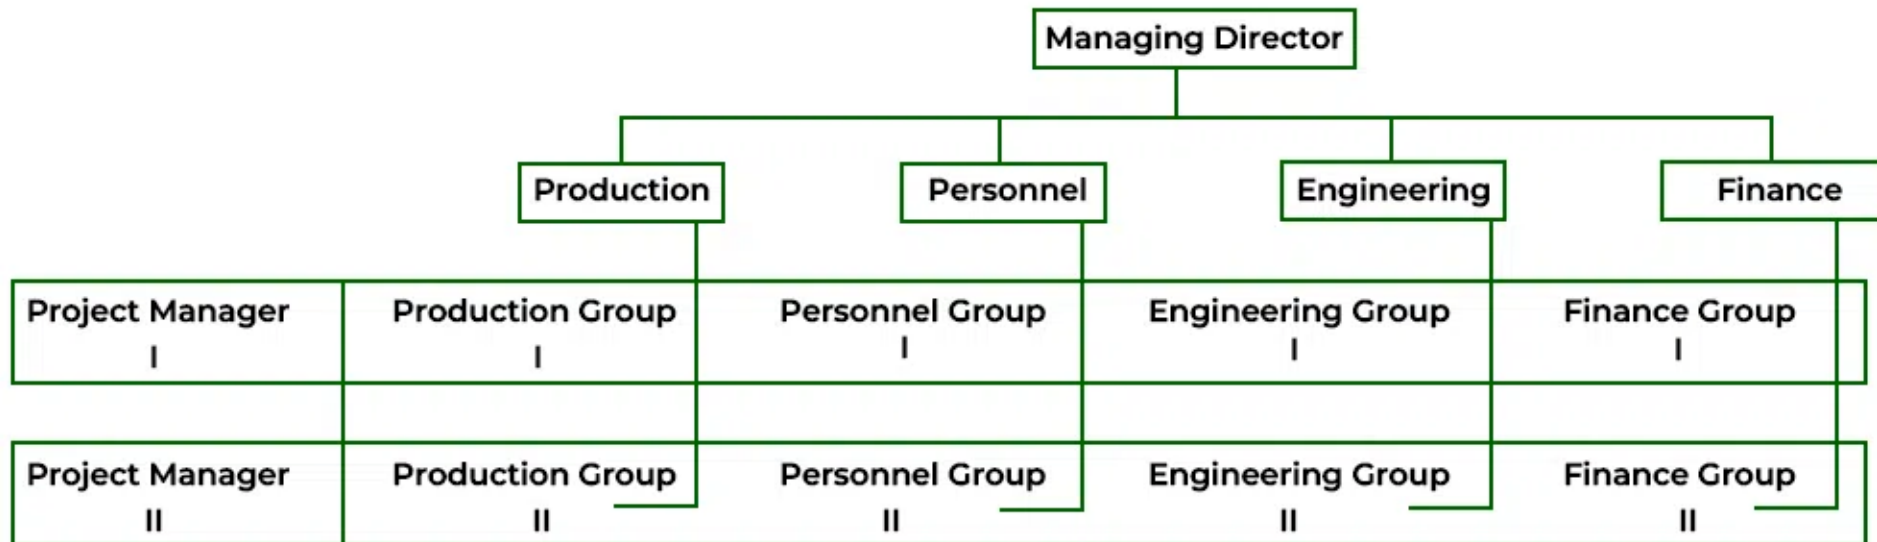 Managing Director
Production Personnel Engineering Finance
Project Manager Production Group Personnel Group Engineering Group Finance Group
I I I I I
Project Manager Production Group Personnel Group Engineering Group Finance Group
II II II II II